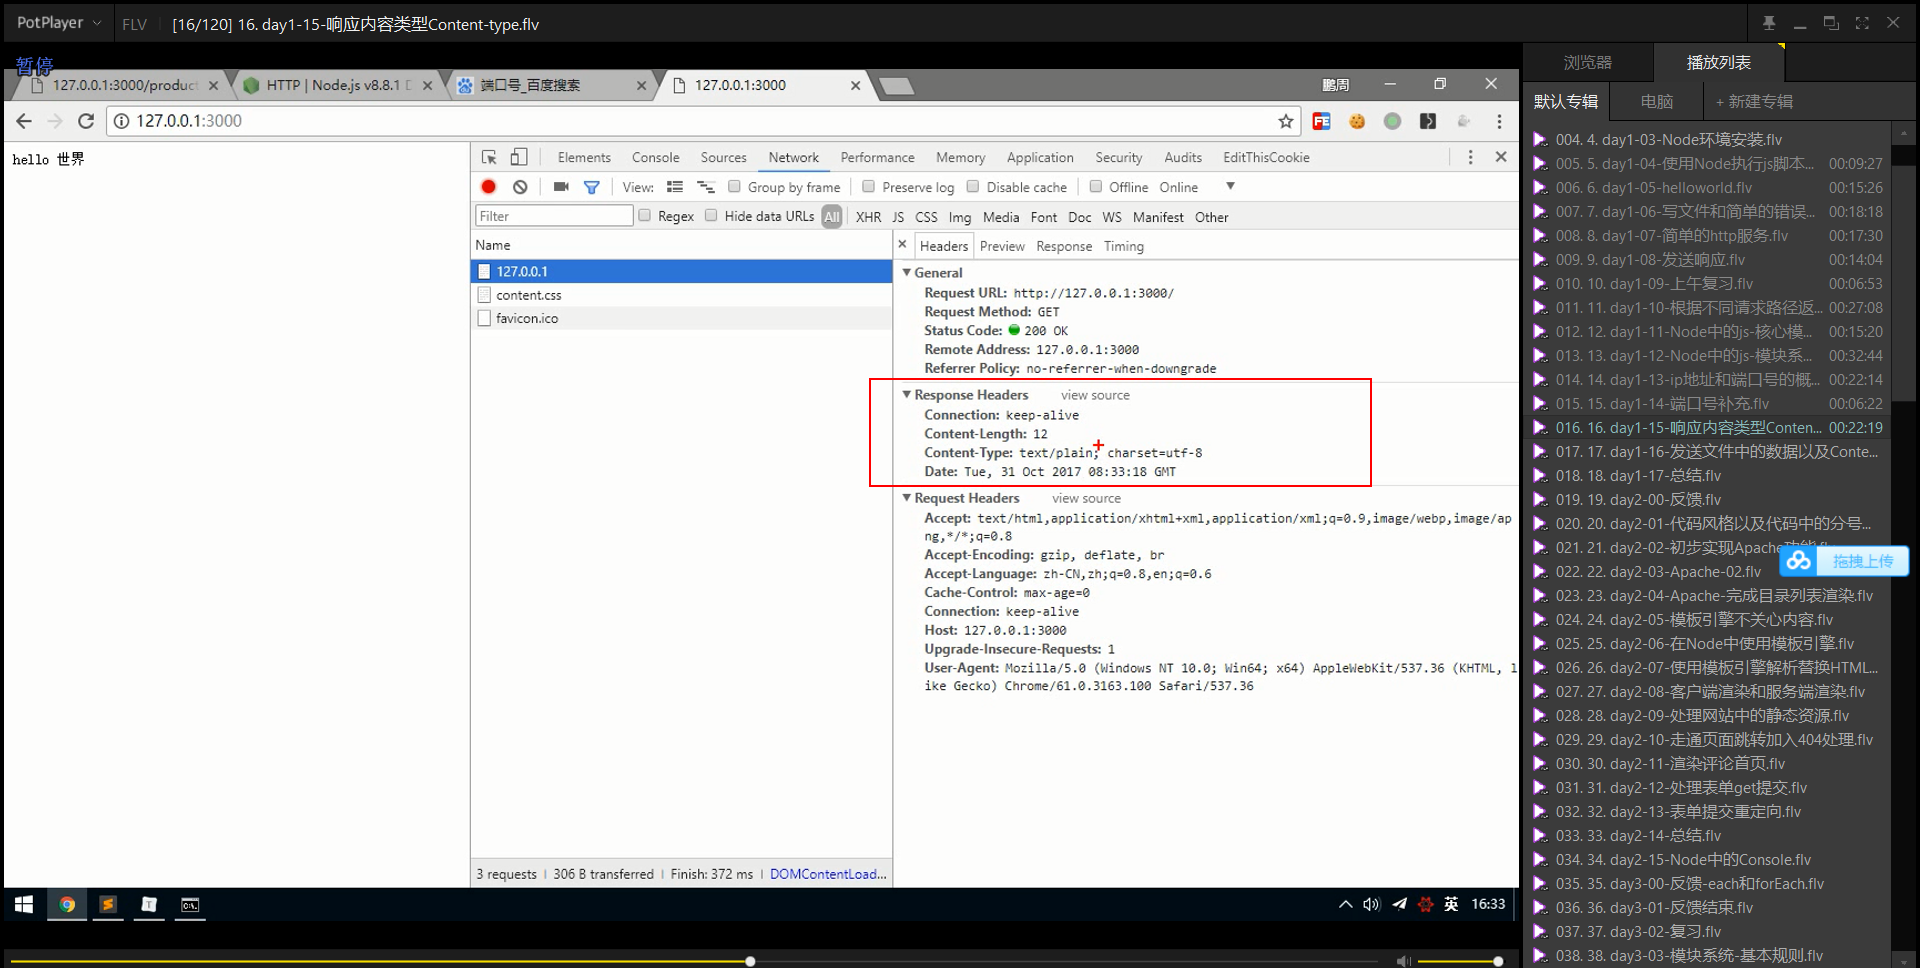 PotPlayer
FLV
[16/120] 16. day1-15-响应内容类型Content-type.flv
暂停
127.0.0.1:3000/product
HTTP | Node.js v8.8.1 D
端口号_百度搜索
127.0.0.1:3000
鹏周
127.0.0.1:3000
hello 世界
Elements Console Sources Network Performance Memory Application Security Audits EditThisCookie
View: Group by frame Preserve log Disable cache Offline Online
Filter Regex Hide data URLs All XHR JS CSS Img Media Font Doc WS Manifest Other
Name
127.0.0.1
content.css
favicon.ico
3 requests | 306 B transferred | Finish: 372 ms | DOMContentLoad...
Headers Preview Response Timing
General
Request URL: http://127.0.0.1:3000/
Request Method: GET
Status Code: 200 OK
Remote Address: 127.0.0.1:3000
Referrer Policy: no-referrer-when-downgrade
Response Headers view source
Connection: keep-alive
Content-Length: 12
Content-Type: text/plain; charset=utf-8
Date: Tue, 31 Oct 2017 08:33:18 GMT
Request Headers view source
Accept: text/html,application/xhtml+xml,application/xml;q=0.9,image/webp,image/ap
ng,*/*;q=0.8
Accept-Encoding: gzip, deflate, br
Accept-Language: zh-CN,zh;q=0.8,en;q=0.6
Cache-Control: max-age=0
Connection: keep-alive
Host: 127.0.0.1:3000
Upgrade-Insecure-Requests: 1
User-Agent: Mozilla/5.0 (Windows NT 10.0; Win64; x64) AppleWebKit/537.36 (KHTML, l
ike Gecko) Chrome/61.0.3163.100 Safari/537.36
英 16:33
浏览器 播放列表
默认专辑 电脑 + 新建专辑
004. 4. day1-03-Node环境安装.flv
005. 5. day1-04-使用Node执行js脚本... 00:09:27
006. 6. day1-05-helloworld.flv 00:15:26
007. 7. day1-06-写文件和简单的错误... 00:18:18
008. 8. day1-07-简单的http服务.flv 00:17:30
009. 9. day1-08-发送响应.flv 00:14:04
010. 10. day1-09-上午复习.flv 00:06:53
011. 11. day1-10-根据不同请求路径返... 00:27:08
012. 12. day1-11-Node中的js-核心模... 00:15:20
013. 13. day1-12-Node中的js-模块系... 00:32:44
014. 14. day1-13-ip地址和端口号的概... 00:22:14
015. 15. day1-14-端口号补充.flv 00:06:22
016. 16. day1-15-响应内容类型Conten... 00:22:19
017. 17. day1-16-发送文件中的数据以及Conte...
018. 18. day1-17-总结.flv
019. 19. day2-00-反馈.flv
020. 20. day2-01-代码风格以及代码中的分号...
021. 21. day2-02-初步实现Apache功能.flv
拖拽上传
022. 22. day2-03-Apache-02.flv
023. 23. day2-04-Apache-完成目录列表渲染.flv
024. 24. day2-05-模板引擎不关心内容.flv
025. 25. day2-06-在Node中使用模板引擎.flv
026. 26. day2-07-使用模板引擎解析替换HTML...
027. 27. day2-08-客户端渲染和服务端渲染.flv
028. 28. day2-09-处理网站中的静态资源.flv
029. 29. day2-10-走通页面跳转加入404处理.flv
030. 30. day2-11-渲染评论首页.flv
031. 31. day2-12-处理表单get提交.flv
032. 32. day2-13-表单提交重定向.flv
033. 33. day2-14-总结.flv
034. 34. day2-15-Node中的Console.flv
035. 35. day3-00-反馈-each和forEach.flv
036. 36. day3-01-反馈结束.flv
037. 37. day3-02-复习.flv
038. 38. day3-03-模块系统-基本规则.flv